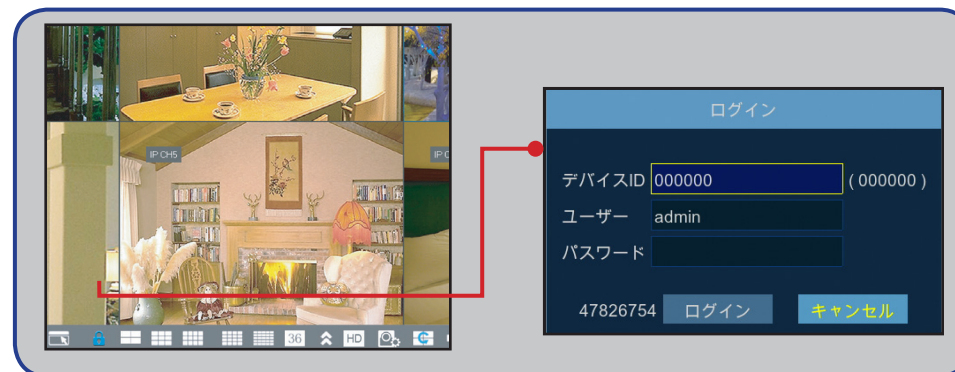 IP CH5
IP C
36
HD
ログイン
デバイスID 000000 (000000)
ユーザー admin
パスワード
47826754 ログイン キャンセル